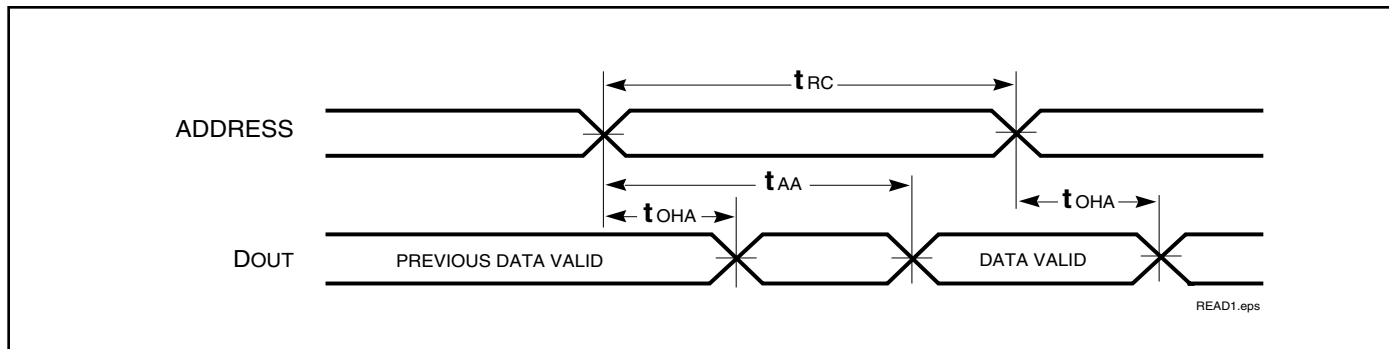 tRC
ADDRESS
tAA
tOHA
tOHA
DOUT
PREVIOUS DATA VALID
DATA VALID
READ1.eps